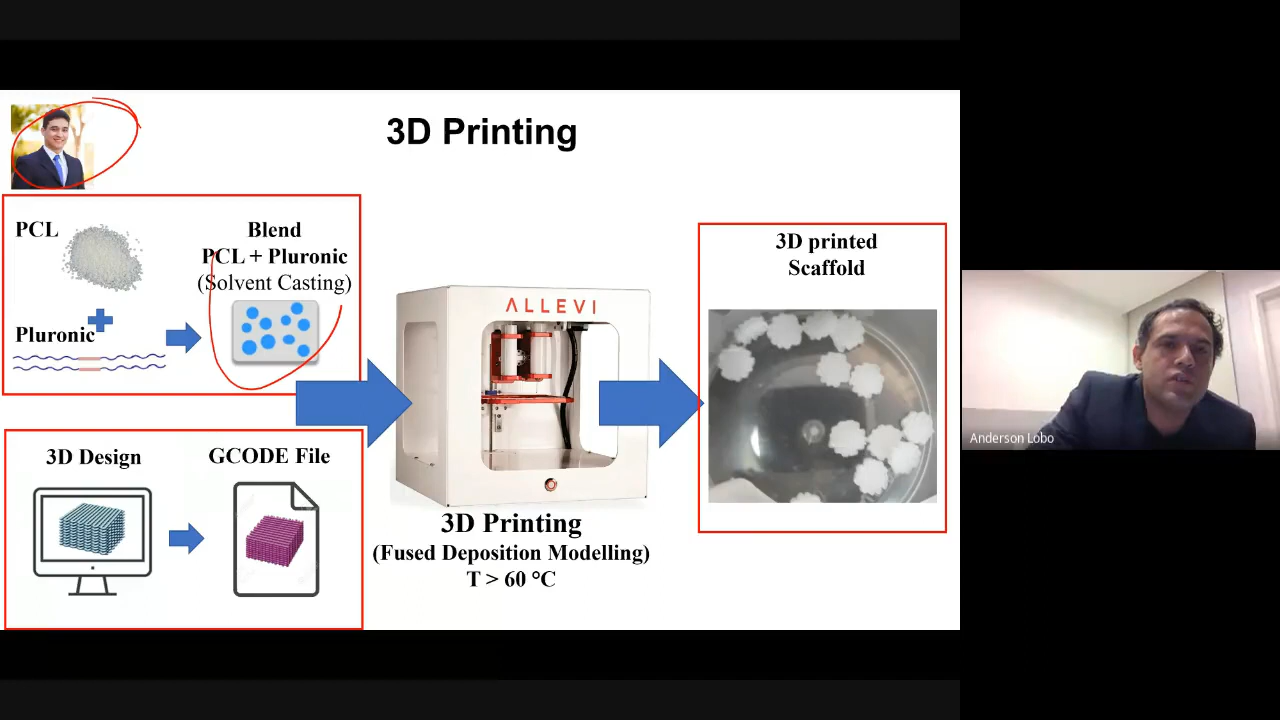 3D Printing
PCL
Pluronic
Blend
PCL + Pluronic
(Solvent Casting)
3D Design
GCODE File
ALLEVI
3D Printing
(Fused Deposition Modelling)
T > 60 °C
3D printed
Scaffold
Anderson Lobo